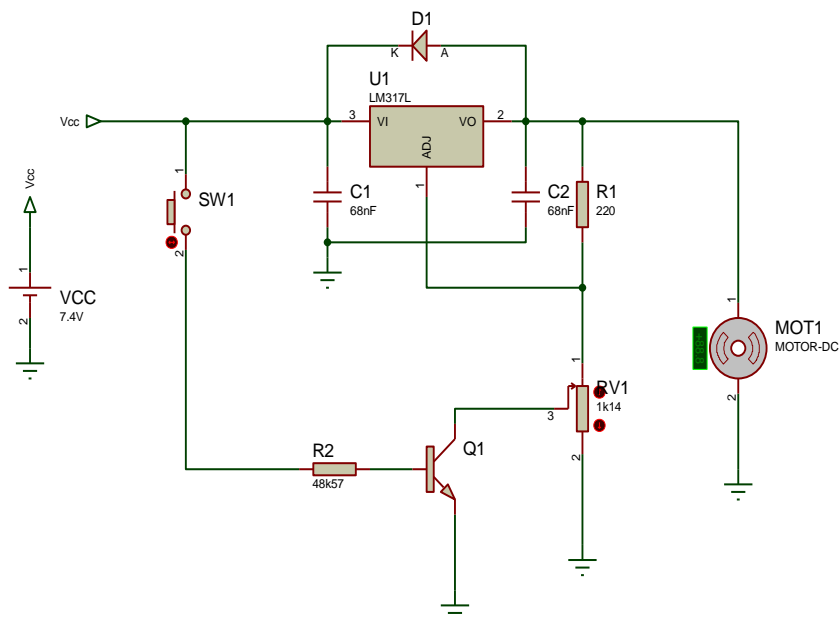 D1
K
A
U1
LM317L
Vcc
3
VI
VO
2
ADJ
1
1
SW1
2
C1
68nF
C2
68nF
R1
220
Vcc
1
VCC
7.4V
2
1
MOT1
MOTOR-DC
2
1
RV1
1k14
3
2
R2
48k57
Q1